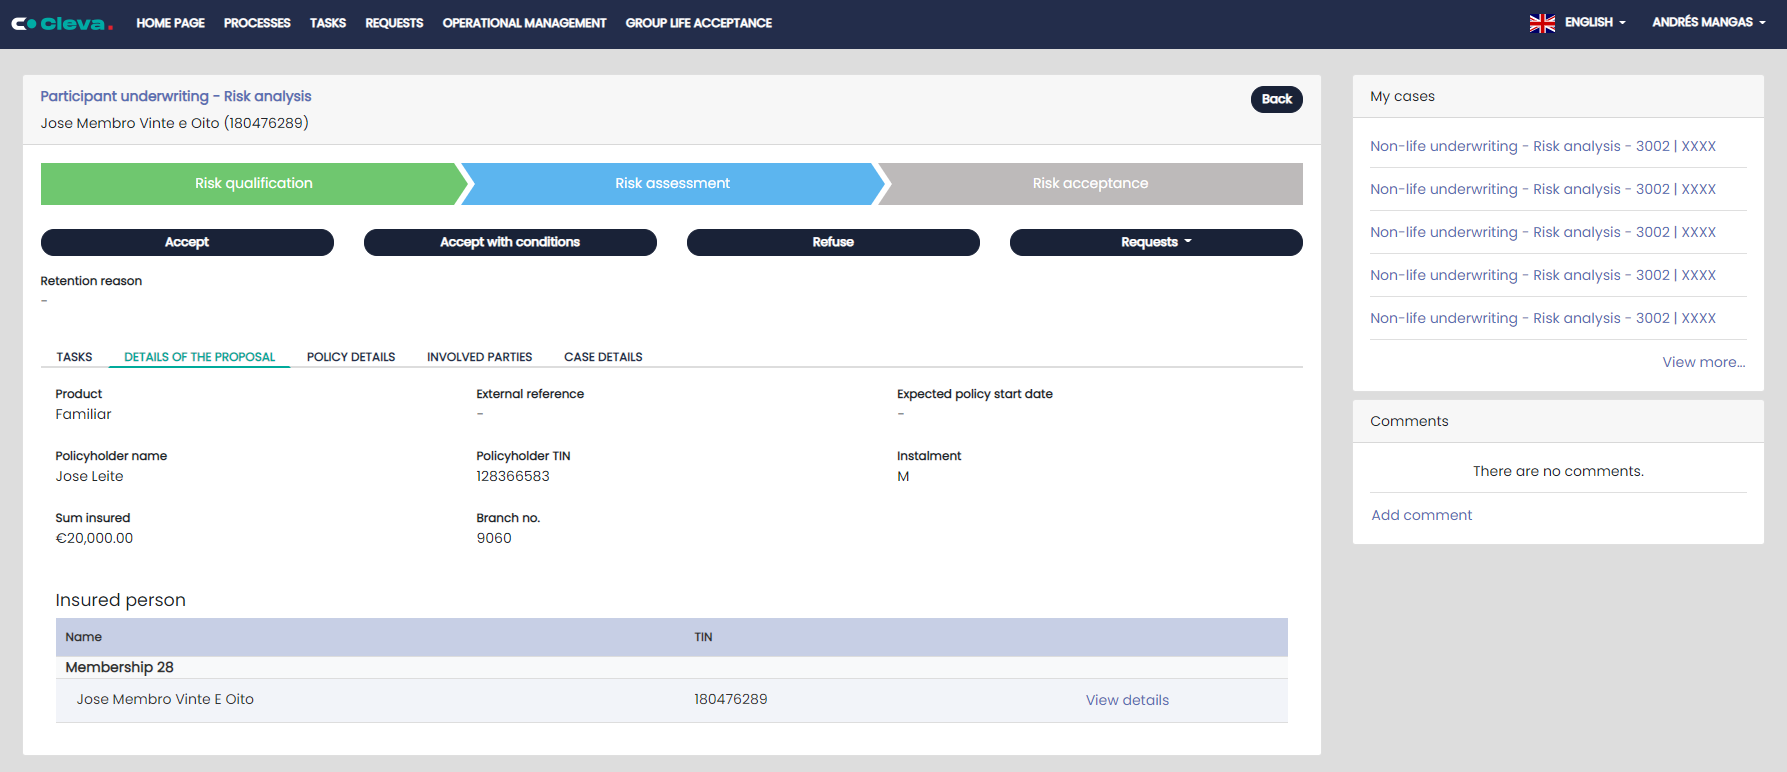 Cleva.
HOME PAGE PROCESSES TASKS REQUESTS OPERATIONAL MANAGEMENT GROUP LIFE ACCEPTANCE
ENGLISH ANDRÉS MANGAS
Participant underwriting - Risk analysis
Jose Membro Vinte e Oito (180476289)
Back
Risk qualification Risk assessment Risk acceptance
Accept Accept with conditions Refuse Requests
Retention reason
-
TASKS DETAILS OF THE PROPOSAL POLICY DETAILS INVOLVED PARTIES CASE DETAILS
Product External reference Expected policy start date
Familiar - -
Policyholder name Policyholder TIN Instalment
Jose Leite 128366583 M
Sum insured Branch no.
€20,000.00 9060
Insured person
Name TIN
Membership 28
Jose Membro Vinte E Oito 180476289 View details
My cases
Non-life underwriting - Risk analysis - 3002 | XXXX
Non-life underwriting - Risk analysis - 3002 | XXXX
Non-life underwriting - Risk analysis - 3002 | XXXX
Non-life underwriting - Risk analysis - 3002 | XXXX
Non-life underwriting - Risk analysis - 3002 | XXXX
View more...
Comments
There are no comments.
Add comment